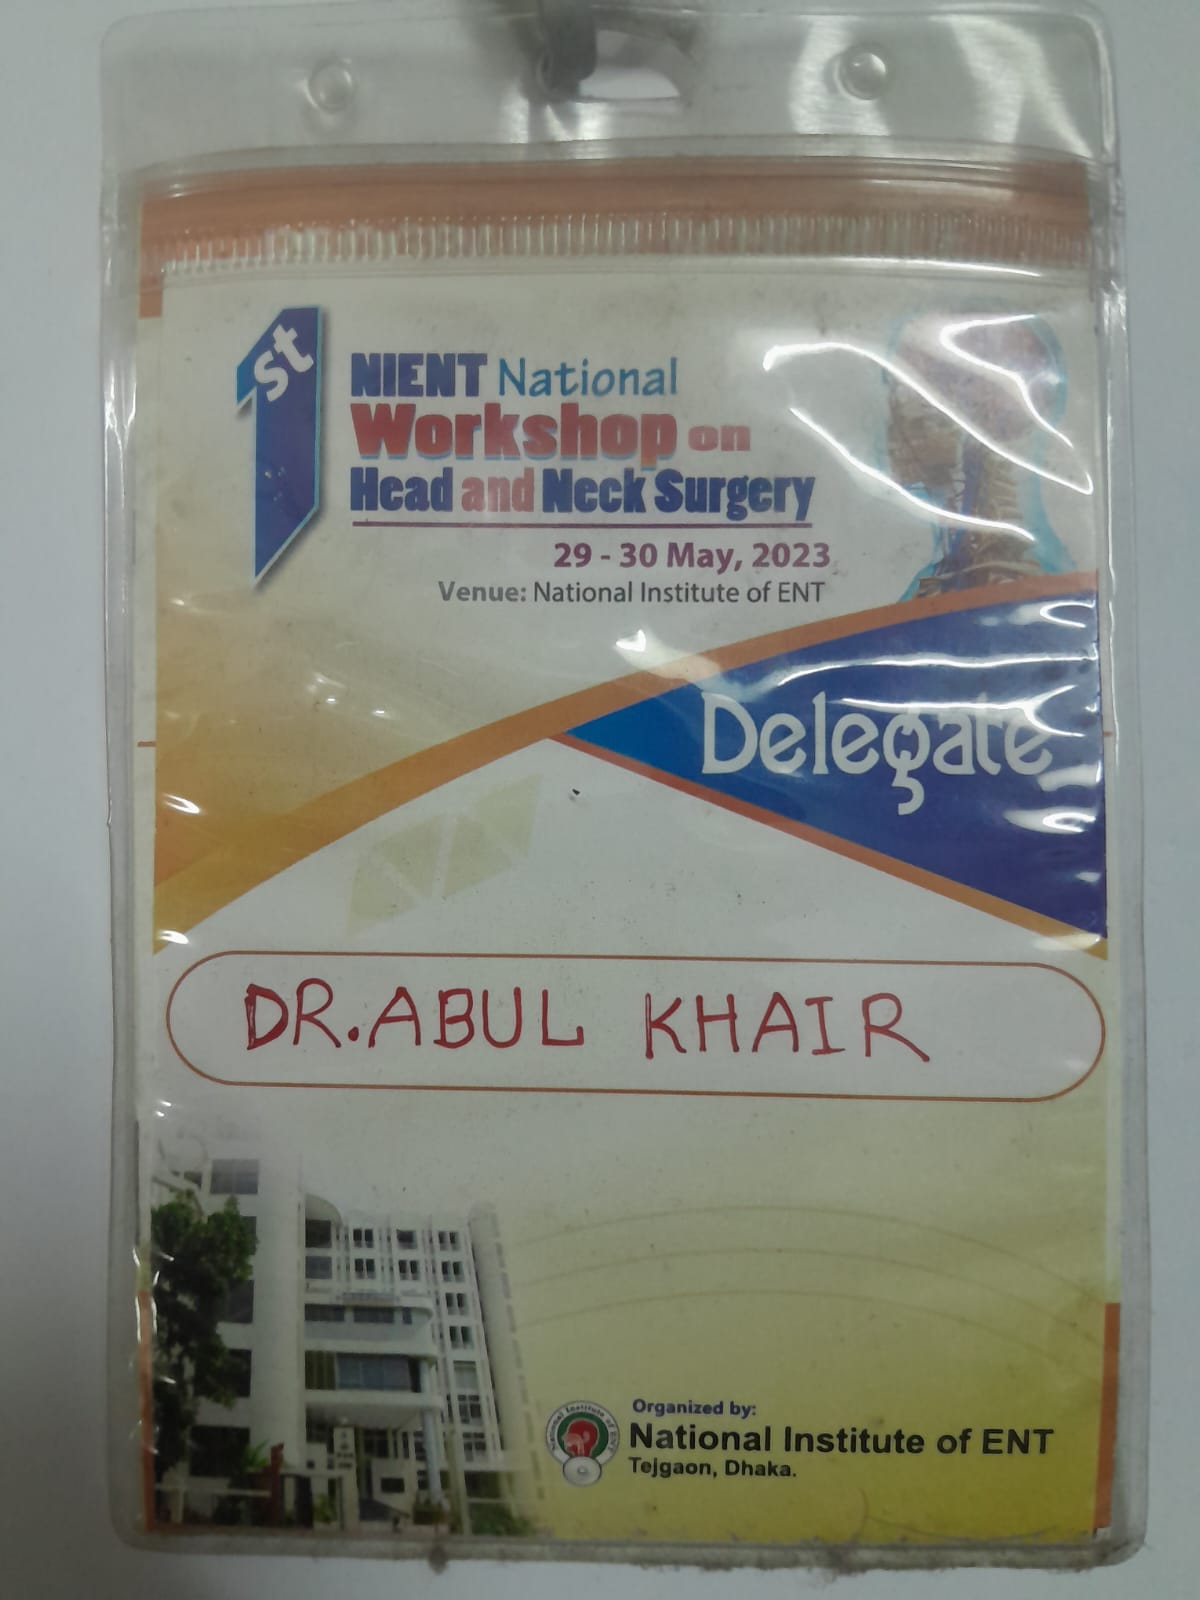 1st
NIENT National
Workshop on
Head and Neck Surgery
29 - 30 May, 2023
Venue: National Institute of ENT
Delegate
DR. ABUL KHAIR
Organized by:
National Institute of ENT
Tejgaon, Dhaka.